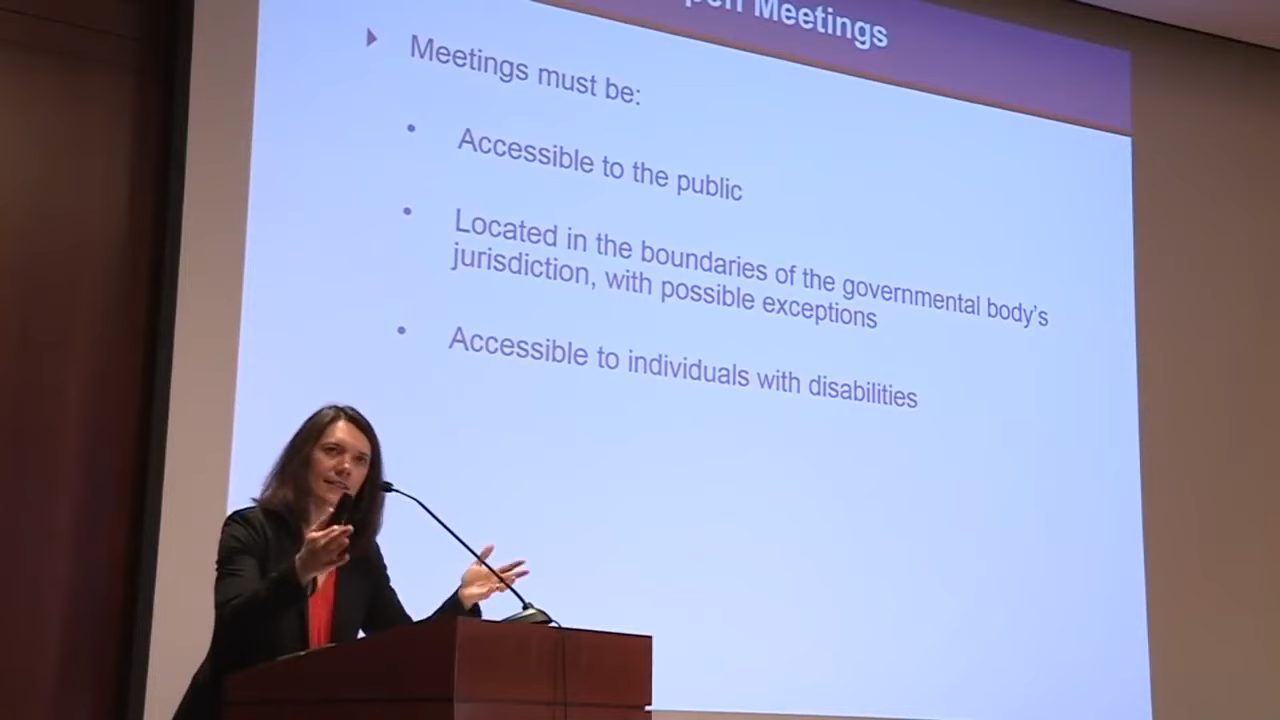 Meetings
Meetings must be:
Accessible to the public
Located in the boundaries of the governmental body's
jurisdiction, with possible exceptions
Accessible to individuals with disabilities